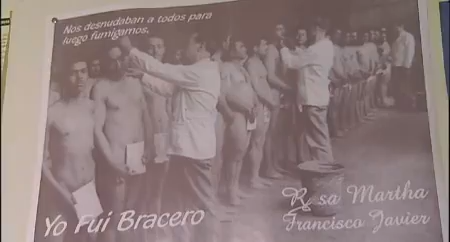 Nos desnudaban a todos para
luego fumigarnos.
Yo Fui Bracero
R sa Martha
Francisco Javier